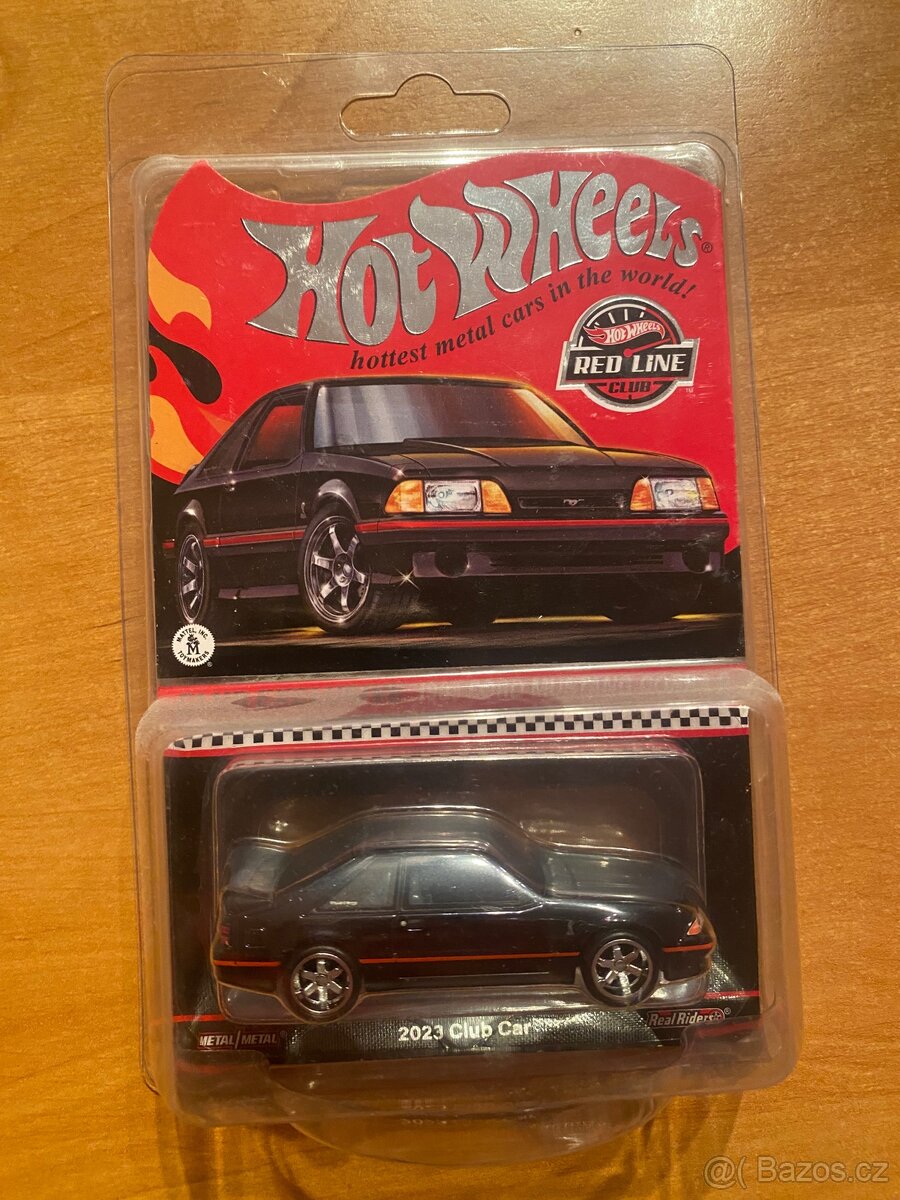 HOT WHEELS®
hottest metal cars in the world!
HOT WHEELS
RED LINE
CLUB™
MATTEL, INC.
M
TOYMAKERS
®
METAL/METAL®
2023 Club Car
Real Riders®
@( Bazos.cz